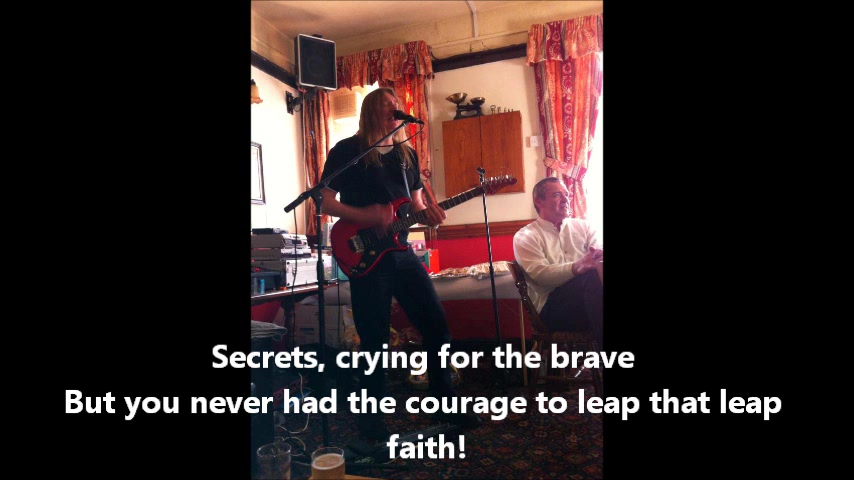 Secrets, crying for the brave
But you never had the courage to leap that leap
faith!